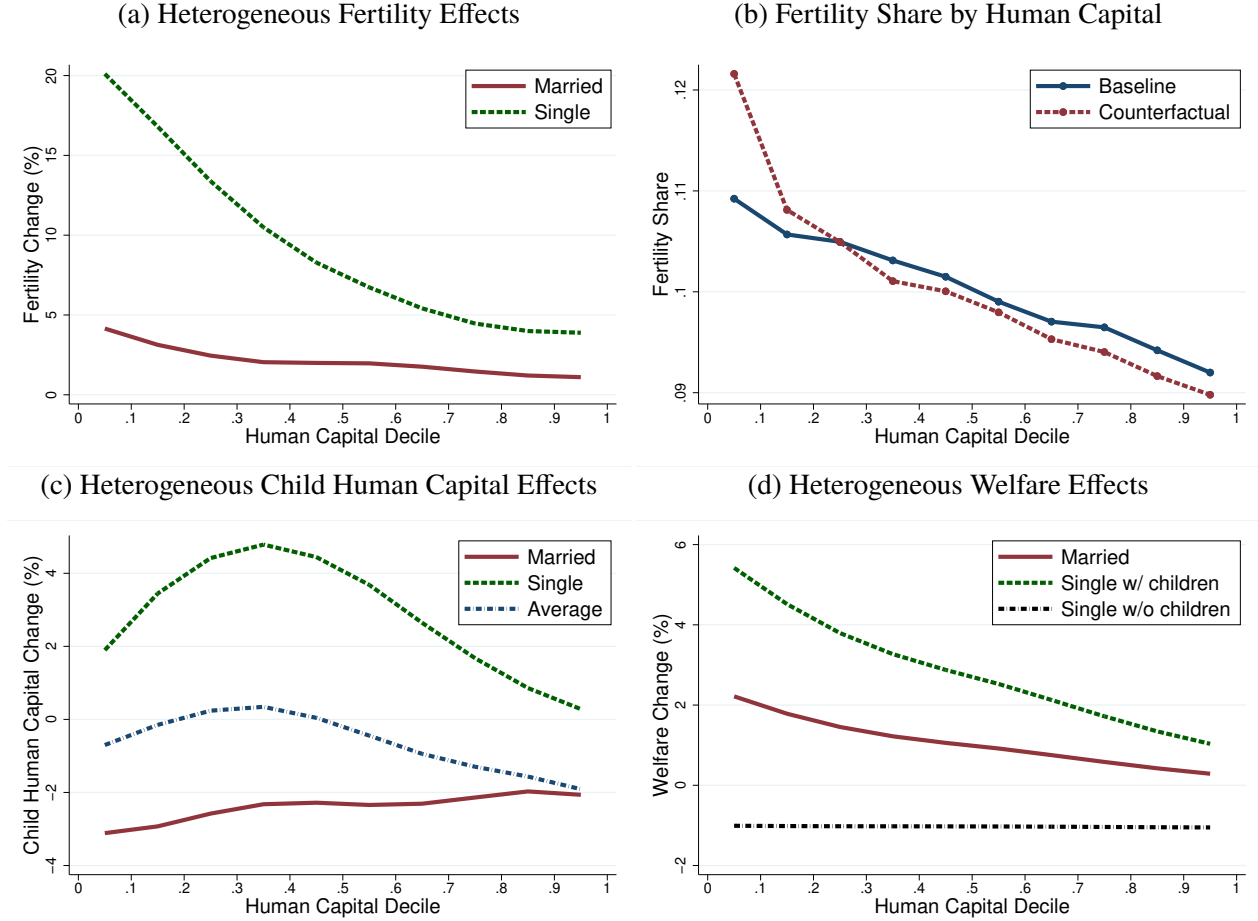 (a) Heterogeneous Fertility Effects
Fertility Change (%)
20
15
10
5
0
Married
Single
0 .1 .2 .3 .4 .5 .6 .7 .8 .9 1
Human Capital Decile
(b) Fertility Share by Human Capital
Fertility Share
.12
.11
.1
.09
Baseline
Counterfactual
0 .1 .2 .3 .4 .5 .6 .7 .8 .9 1
Human Capital Decile
(c) Heterogeneous Child Human Capital Effects
Child Human Capital Change (%)
4
2
0
−2
−4
Married
Single
Average
0 .1 .2 .3 .4 .5 .6 .7 .8 .9 1
Human Capital Decile
(d) Heterogeneous Welfare Effects
Welfare Change (%)
6
4
2
0
−2
Married
Single w/ children
Single w/o children
0 .1 .2 .3 .4 .5 .6 .7 .8 .9 1
Human Capital Decile